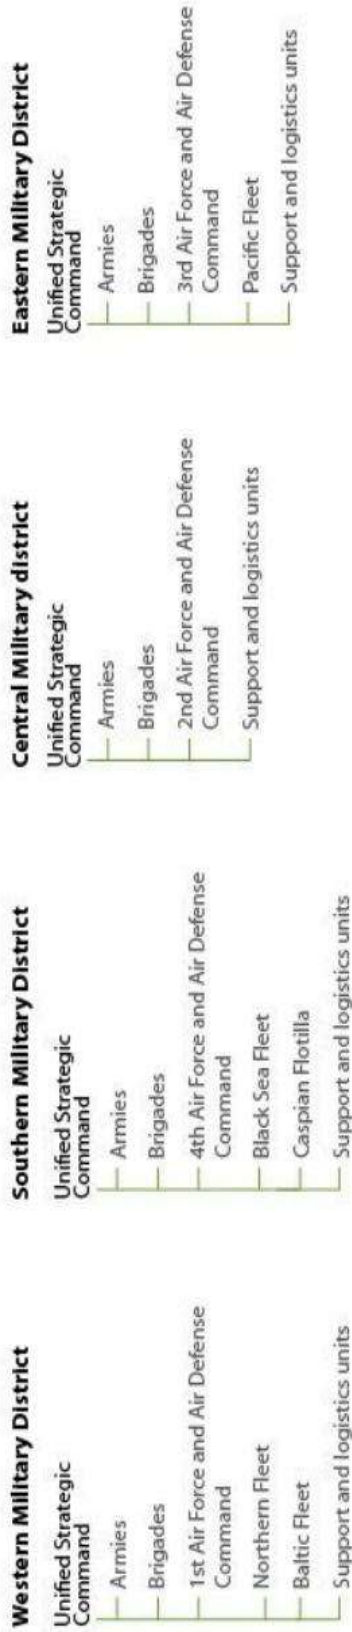 Western Military District
Unified Strategic
Command
Armies
Brigades
1st Air Force and Air Defense
Command
Northern Fleet
Baltic Fleet
Support and logistics units
Southern Military District
Unified Strategic
Command
Armies
Brigades
4th Air Force and Air Defense
Command
Black Sea Fleet
Caspian Flotilla
Support and logistics units
Central Military district
Unified Strategic
Command
Armies
Brigades
2nd Air Force and Air Defense
Command
Support and logistics units
Eastern Military District
Unified Strategic
Command
Armies
Brigades
3rd Air Force and Air Defense
Command
Pacific Fleet
Support and logistics units